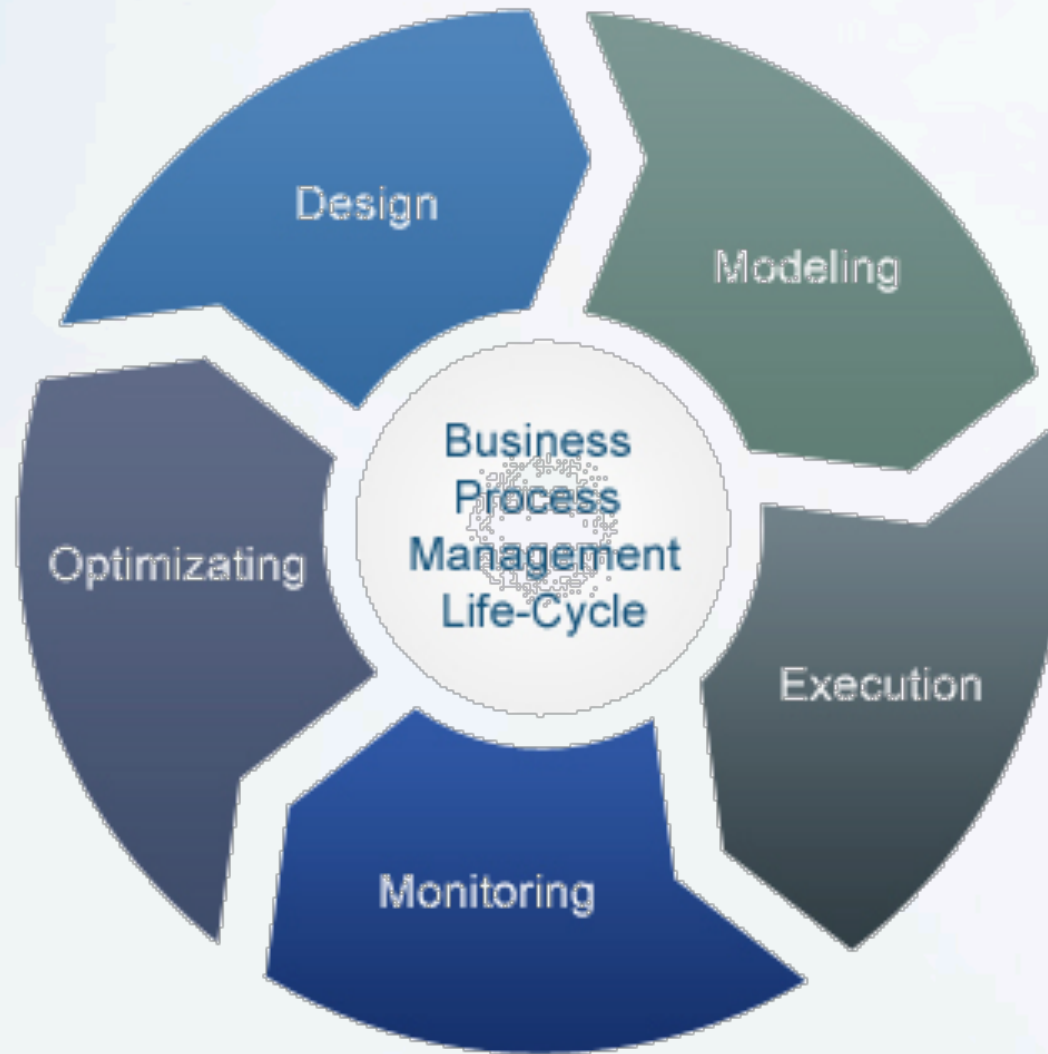 Design
Modeling
Business
Process
Management
Life-Cycle
Optimizating
Execution
Monitoring